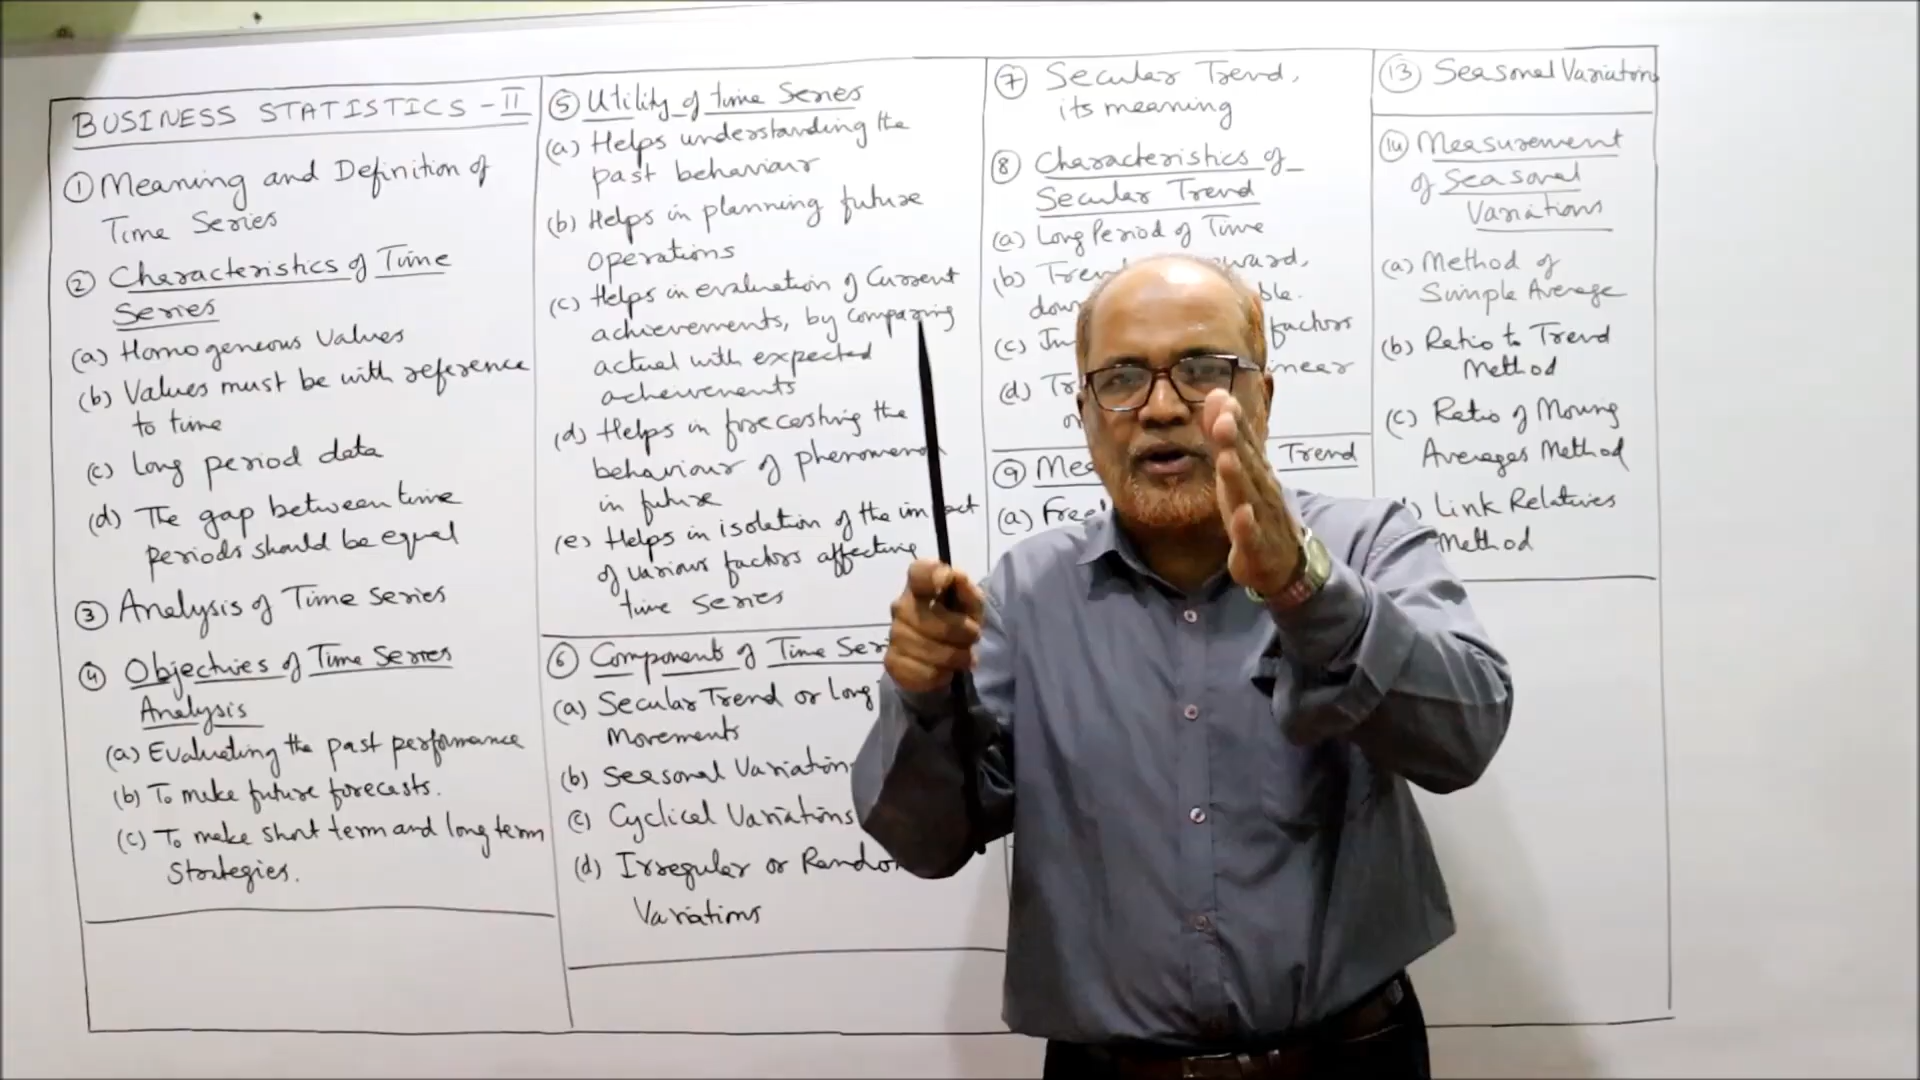 BUSINESS STATISTICS - II
① Meaning and Definition of
Time Series
② Characteristics of Time
Series
(a) Homogeneous Values
(b) Values must be with reference
to time
(c) Long period data
(d) The gap between time
periods should be equal
③ Analysis of Time Series
④ Objectives of Time Series
Analysis
(a) Evaluating the past performance
(b) To make future forecasts.
(c) To make short term and long term
Strategies.
⑤ Utility of time Series
(a) Helps understanding the
past behaviour
(b) Helps in planning future
operations
(c) Helps in evaluation of Current
achievements, by comparing
actual with expected
acheivements
(d) Helps in forecasting the
behaviour of
in future
(e) Helps in isolation of the
of various factors affecting
time series
⑥ Components of Time
(a) Secular Trend or Long
Movements
(b) Seasonal
(c) Cyclical Variations
(d) Irregular or
Variations
⑦ Secular Trend,
its meaning
⑧ Characteristics of
Secular Trend
(a) Long Period of Time
(b)
(c) factors
(d)
⑨ Trend
(a)
⑬ Seasonal Variations
⑭ Measurement
of Seasonal
Variations
(a) Method of
Simple Average
(b) Ratio to Trend
Method
(c) Ratio of Moving
Averages Method
Link Relatives
Method